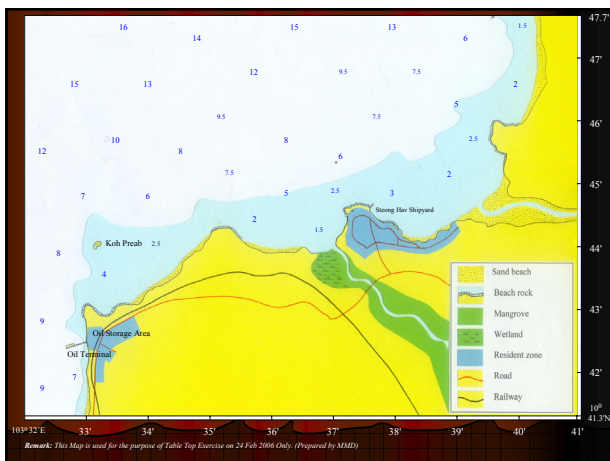 16 15 13 1.5 47.7'
14 6
12 9.5 7.5 47'
15 13 2
5
9.5 7.5 46'
10 8 2.5
12 8 6
7.5 2 45'
7 6 5 2.5 3
Steong Hav Shipyard
2 1.5
Koh Preab 2.5 44'
8
4 Sand beach
Beach rock 43'
9 Mangrove
Oil Storage Area Wetland
Oil Terminal Resident zone
7 Road 42'
9 Railway 10°
103°32'E 33' 34' 35' 36' 37' 38' 39' 40' 41' 41.3'N
Remark: This Map is used for the purpose of Table Top Exercise on 24 Feb 2006 Only. (Prepared by MMD)